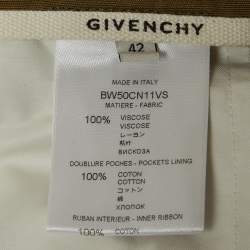 GIVENCHY
42
MADE IN ITALY
BW50CN11VS
MATIERE - FABRIC
100% VISCOSE
VISCOSE
レーヨン
粘纤
ВИСКОЗА
DOUBLURE POCHES - POCKETS LINING
100% COTON
COTTON
コットン
棉
ХЛОПОК
RUBAN INTERIEUR - INNER RIBBON
100% COTON